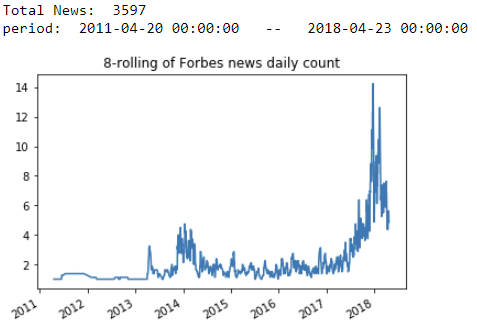 Total News:  3597
period:  2011-04-20 00:00:00   --   2018-04-23 00:00:00
8-rolling of Forbes news daily count
14
12
10
8
6
4
2
2011 2012 2013 2014 2015 2016 2017 2018